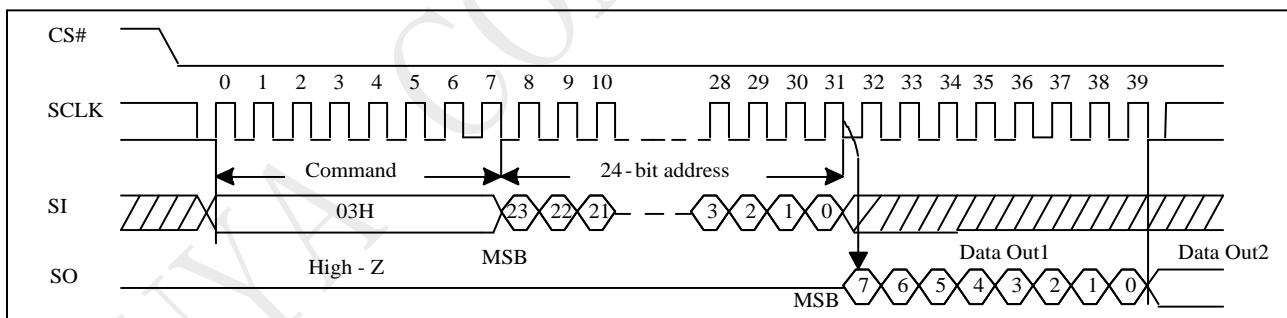 CS#
0 1 2 3 4 5 6 7 8 9 10 28 29 30 31 32 33 34 35 36 37 38 39
SCLK
Command 24-bit address
SI 03H 23 22 21 3 2 1 0
High - Z MSB Data Out1 Data Out2
SO MSB 7 6 5 4 3 2 1 0